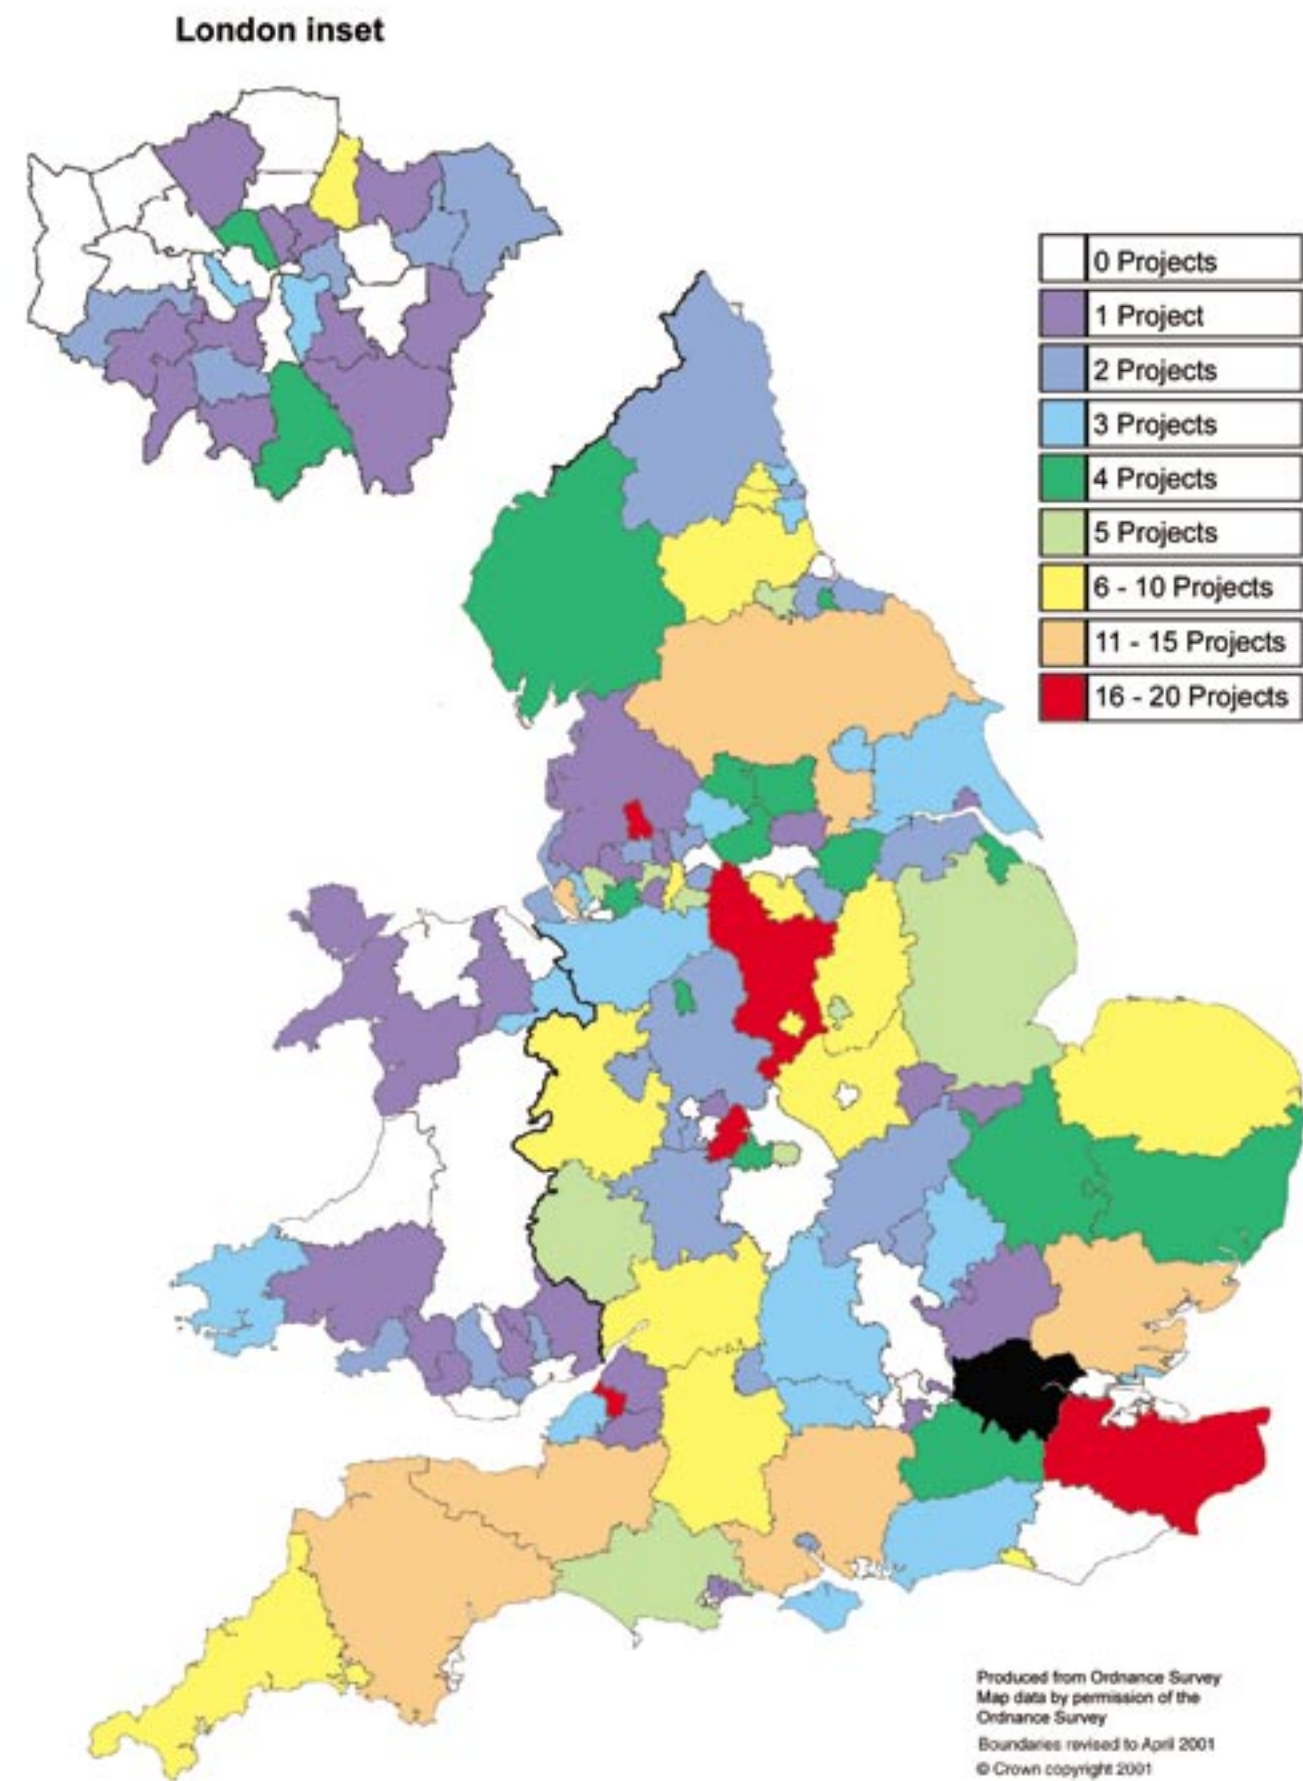 London inset
0 Projects
1 Project
2 Projects
3 Projects
4 Projects
5 Projects
6 - 10 Projects
11 - 15 Projects
16 - 20 Projects
Produced from Ordnance Survey
Map data by permission of the
Ordnance Survey
Boundaries revised to April 2001
© Crown copyright 2001